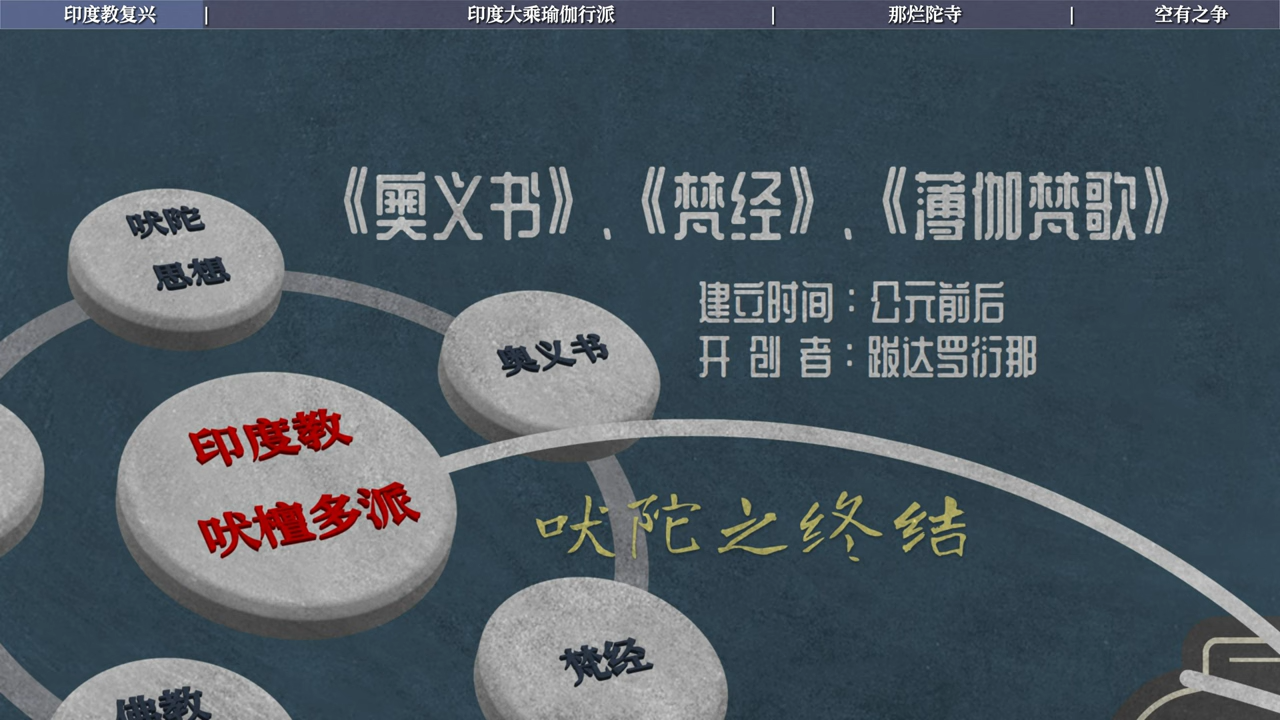 印度教复兴 | 印度大乘瑜伽行派 | 那烂陀寺 | 空有之争
《奥义书》、《梵经》、《薄伽梵歌》
建立时间：公元前后
开创者：跋达罗衍那
吠陀
思想
奥义书
印度教
吠檀多派
吠陀之终结
梵经
佛教